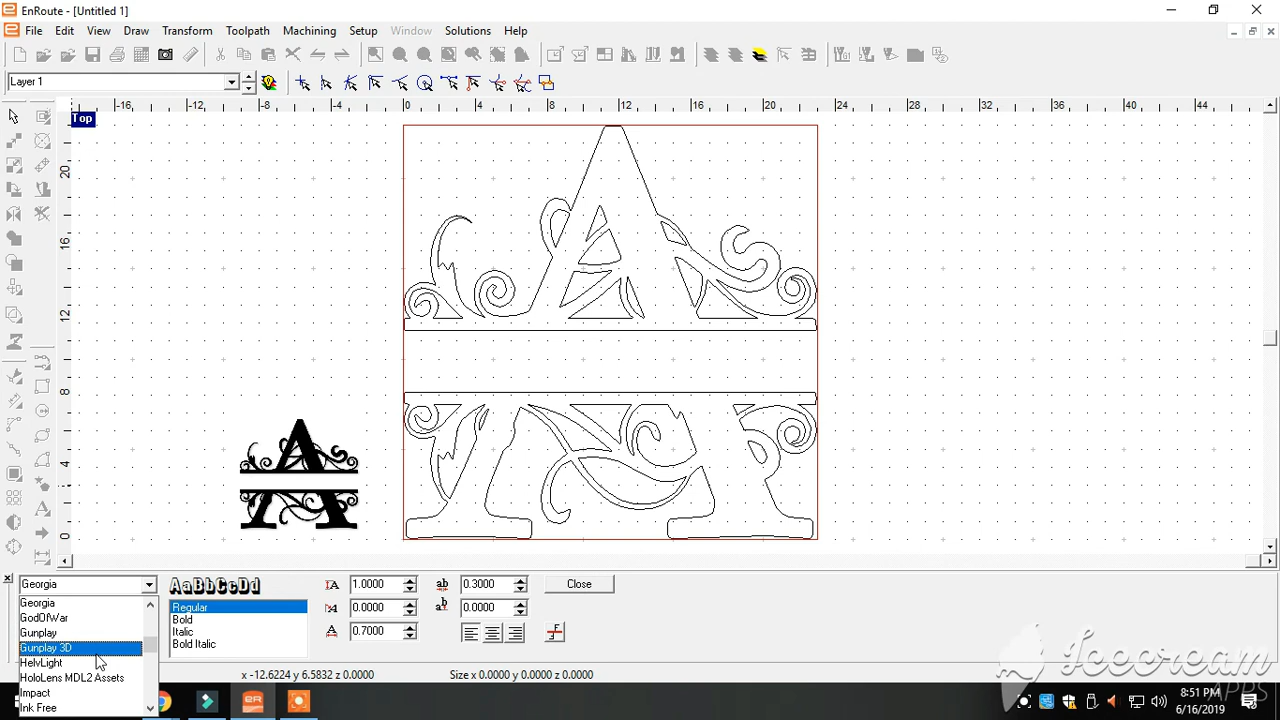 EnRoute - [Untitled 1]
File Edit View Draw Transform Toolpath Machining Setup Window Solutions Help
Layer 1
-16 -12 -8 -4 0 4 8 12 16 20 24 28 32 36 40 44
Top
20
16
12
8
4
0
A
Georgia
AaBbCcDd
1.0000
0.3000
Close
Georgia
GodOfWar
Gunplay
Gunplay 3D
HelvLight
HoloLens MDL2 Assets
Impact
Ink Free
Regular
Bold
Italic
Bold Italic
0.0000
0.0000
0.7000
x -12.6224 y 6.5832 z 0.0000
Size x 0.0000 y 0.0000 z 0.0000
Icecream
APPS
8:51 PM
6/16/2019